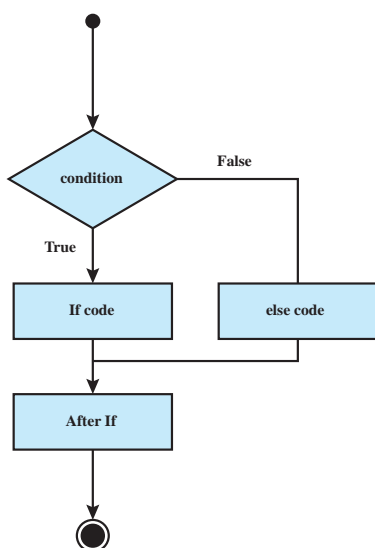 condition
False
True
If code
else code
After If